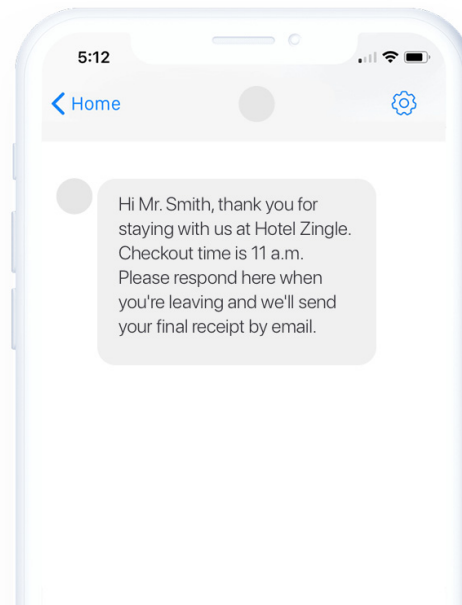 5:12
Home
Hi Mr. Smith, thank you for
staying with us at Hotel Zingle.
Checkout time is 11 a.m.
Please respond here when
you're leaving and we'll send
your final receipt by email.